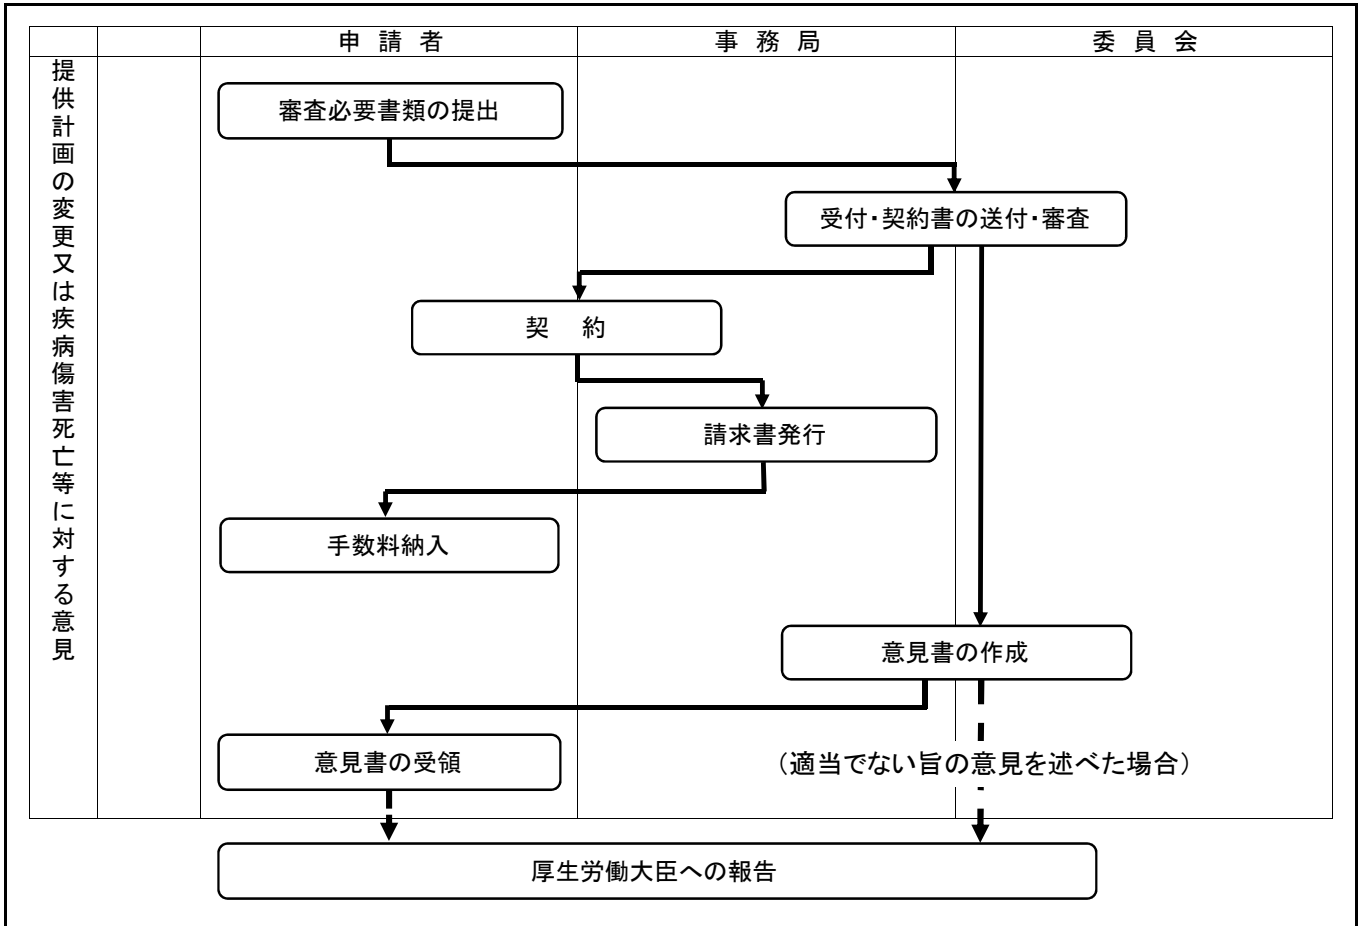 申請者
事務局
委員会
提供計画の変更又は疾病傷害死亡等に対する意見
審査必要書類の提出
受付・契約書の送付・審査
契　約
請求書発行
手数料納入
意見書の作成
意見書の受領
（適当でない旨の意見を述べた場合）
厚生労働大臣への報告